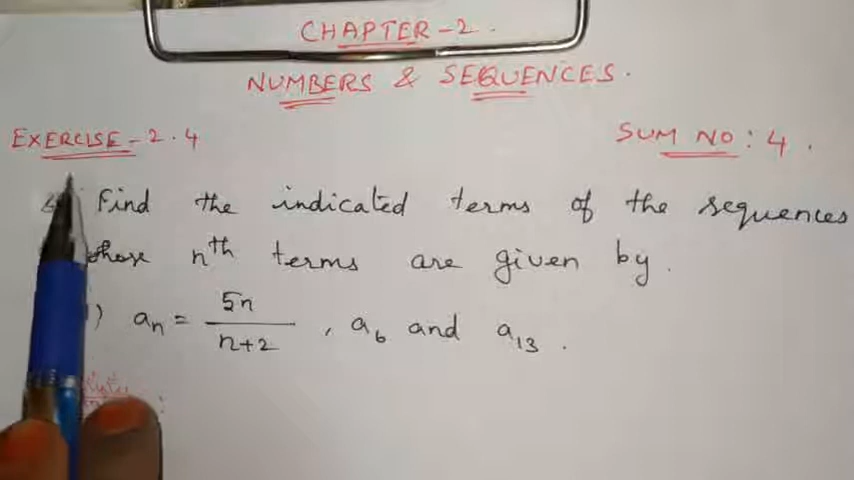 CHAPTER-2.
NUMBERS & SEQUENCES.
EXERCISE-2.4
SUM NO: 4.
Find the indicated terms of the sequences
nth terms are given by.
) an = 5n / n+2 , a6 and a13.